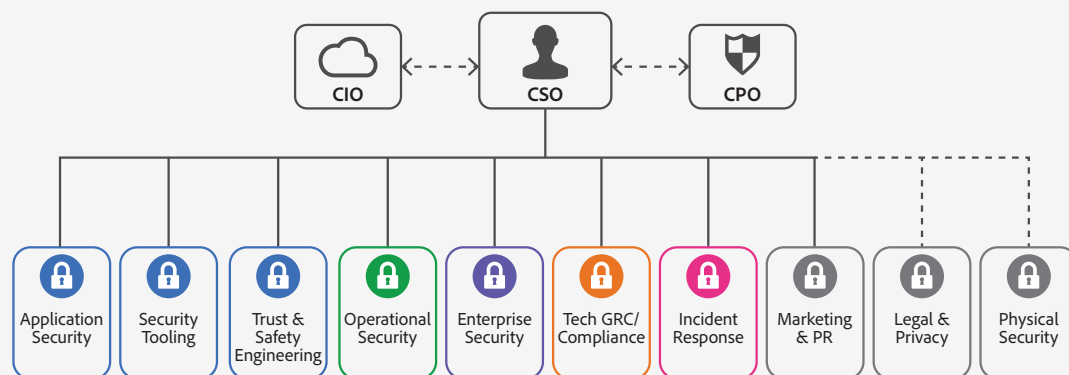 CIO
CSO
CPO
Application
Security
Security
Tooling
Trust &
Safety
Engineering
Operational
Security
Enterprise
Security
Tech GRC/
Compliance
Incident
Response
Marketing
& PR
Legal &
Privacy
Physical
Security